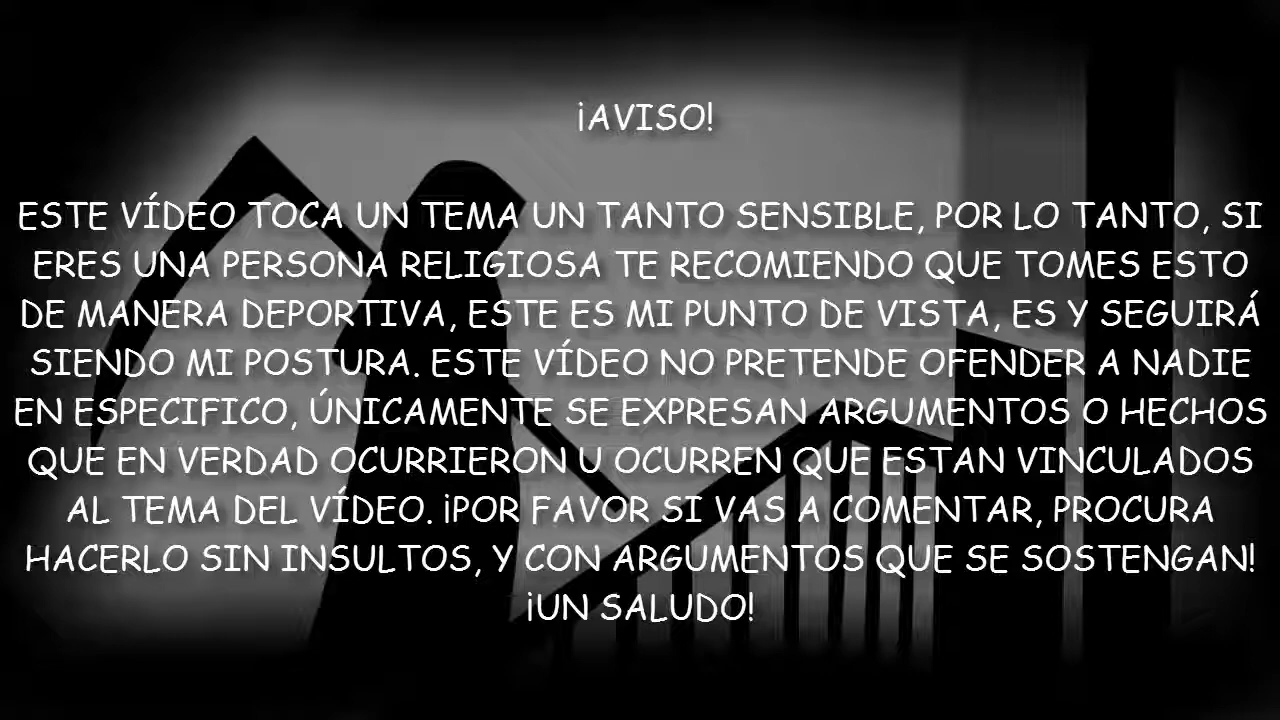 ¡AVISO!
ESTE VÍDEO TOCA UN TEMA UN TANTO SENSIBLE, POR LO TANTO, SI
ERES UNA PERSONA RELIGIOSA TE RECOMIENDO QUE TOMES ESTO
DE MANERA DEPORTIVA, ESTE ES MI PUNTO DE VISTA, ES Y SEGUIRÁ
SIENDO MI POSTURA. ESTE VÍDEO NO PRETENDE OFENDER A NADIE
EN ESPECIFICO, ÚNICAMENTE SE EXPRESAN ARGUMENTOS O HECHOS
QUE EN VERDAD OCURRIERON U OCURREN QUE ESTAN VINCULADOS
AL TEMA DEL VÍDEO. ¡POR FAVOR SI VAS A COMENTAR, PROCURA
HACERLO SIN INSULTOS, Y CON ARGUMENTOS QUE SE SOSTENGAN!
¡UN SALUDO!